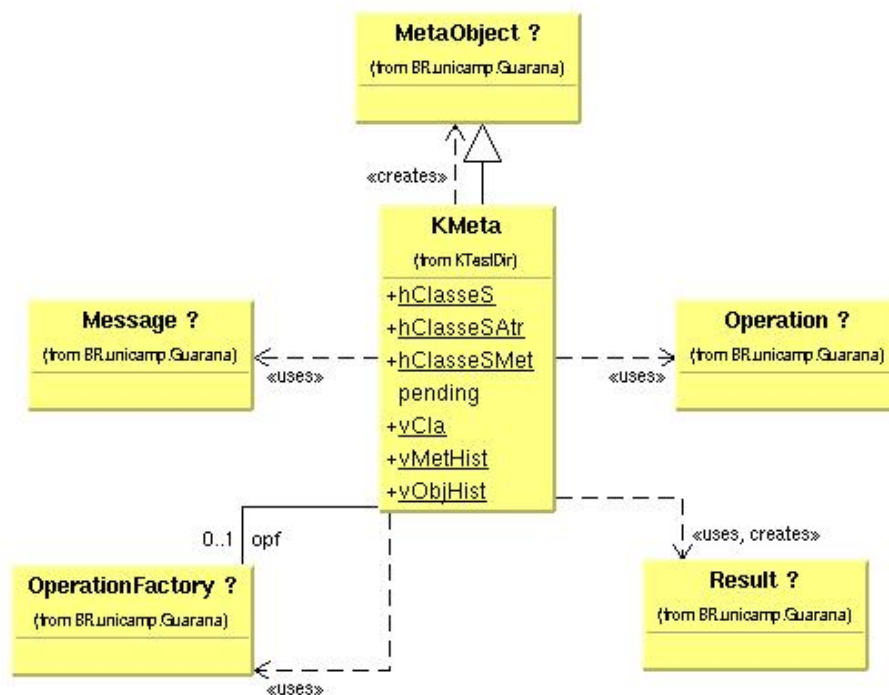 MetaObject ?
(from BR.unicamp.Guarana)
«creates»
KMeta
(from KTestDir)
+hClasseS
+hClasseSAtr
+hClasseSMet
pending
+vCla
+vMetHist
+vObjHist
Message ?
(from BR.unicamp.Guarana)
«uses»
Operation ?
(from BR.unicamp.Guarana)
«uses»
0..1 opf
OperationFactory ?
(from BR.unicamp.Guarana)
«uses»
«uses, creates»
Result ?
(from BR.unicamp.Guarana)